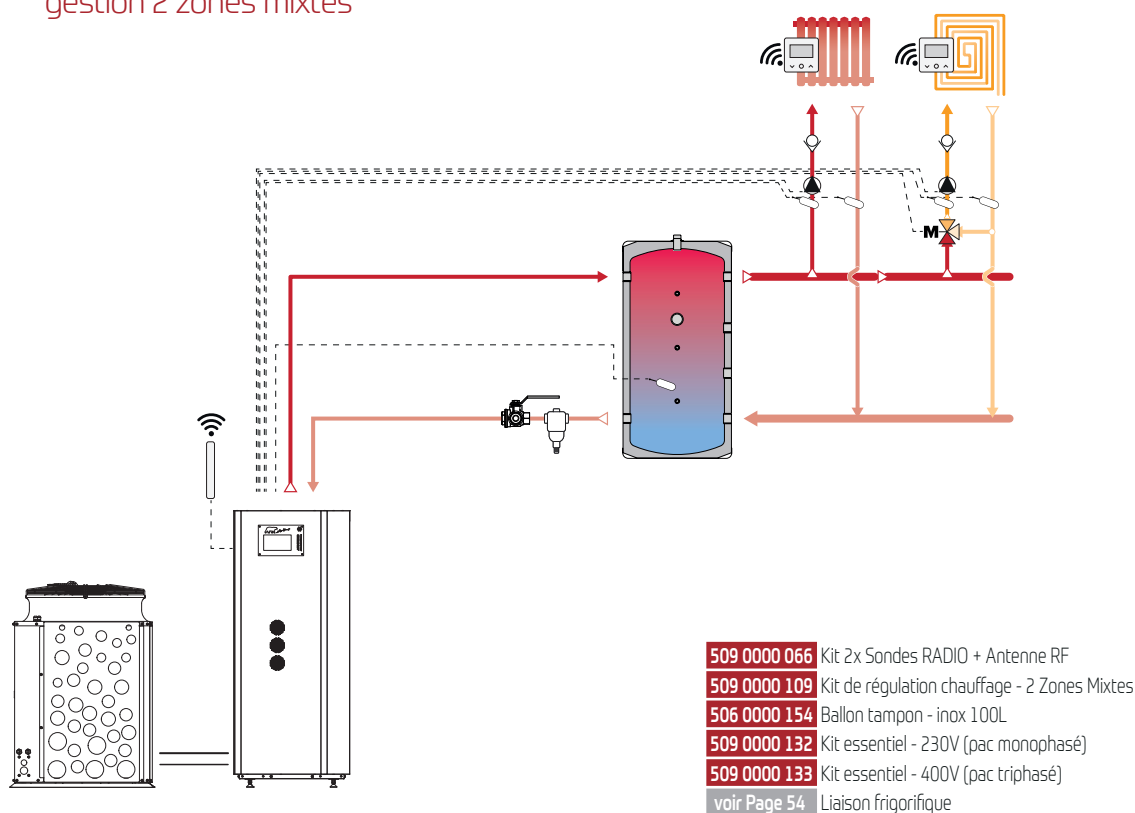 gestion 2 zones mixtes
M
509 0000 066 Kit 2x Sondes RADIO + Antenne RF
509 0000 109 Kit de régulation chauffage - 2 Zones Mixtes
506 0000 154 Ballon tampon - inox 100L
509 0000 132 Kit essentiel - 230V (pac monophasé)
509 0000 133 Kit essentiel - 400V (pac triphasé)
voir Page 54 Liaison frigorifique